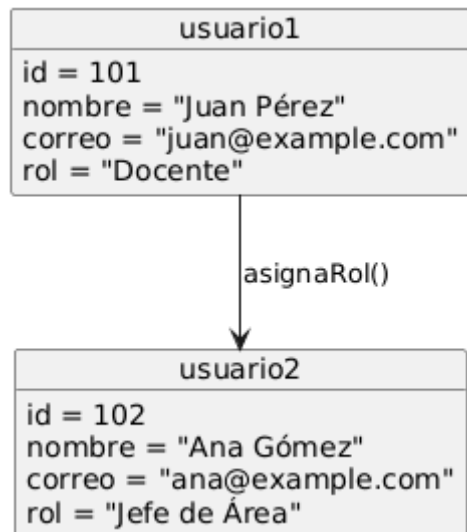 usuario1
id = 101
nombre = "Juan Pérez"
correo = "juan@example.com"
rol = "Docente"
asignaRol()
usuario2
id = 102
nombre = "Ana Gómez"
correo = "ana@example.com"
rol = "Jefe de Área"